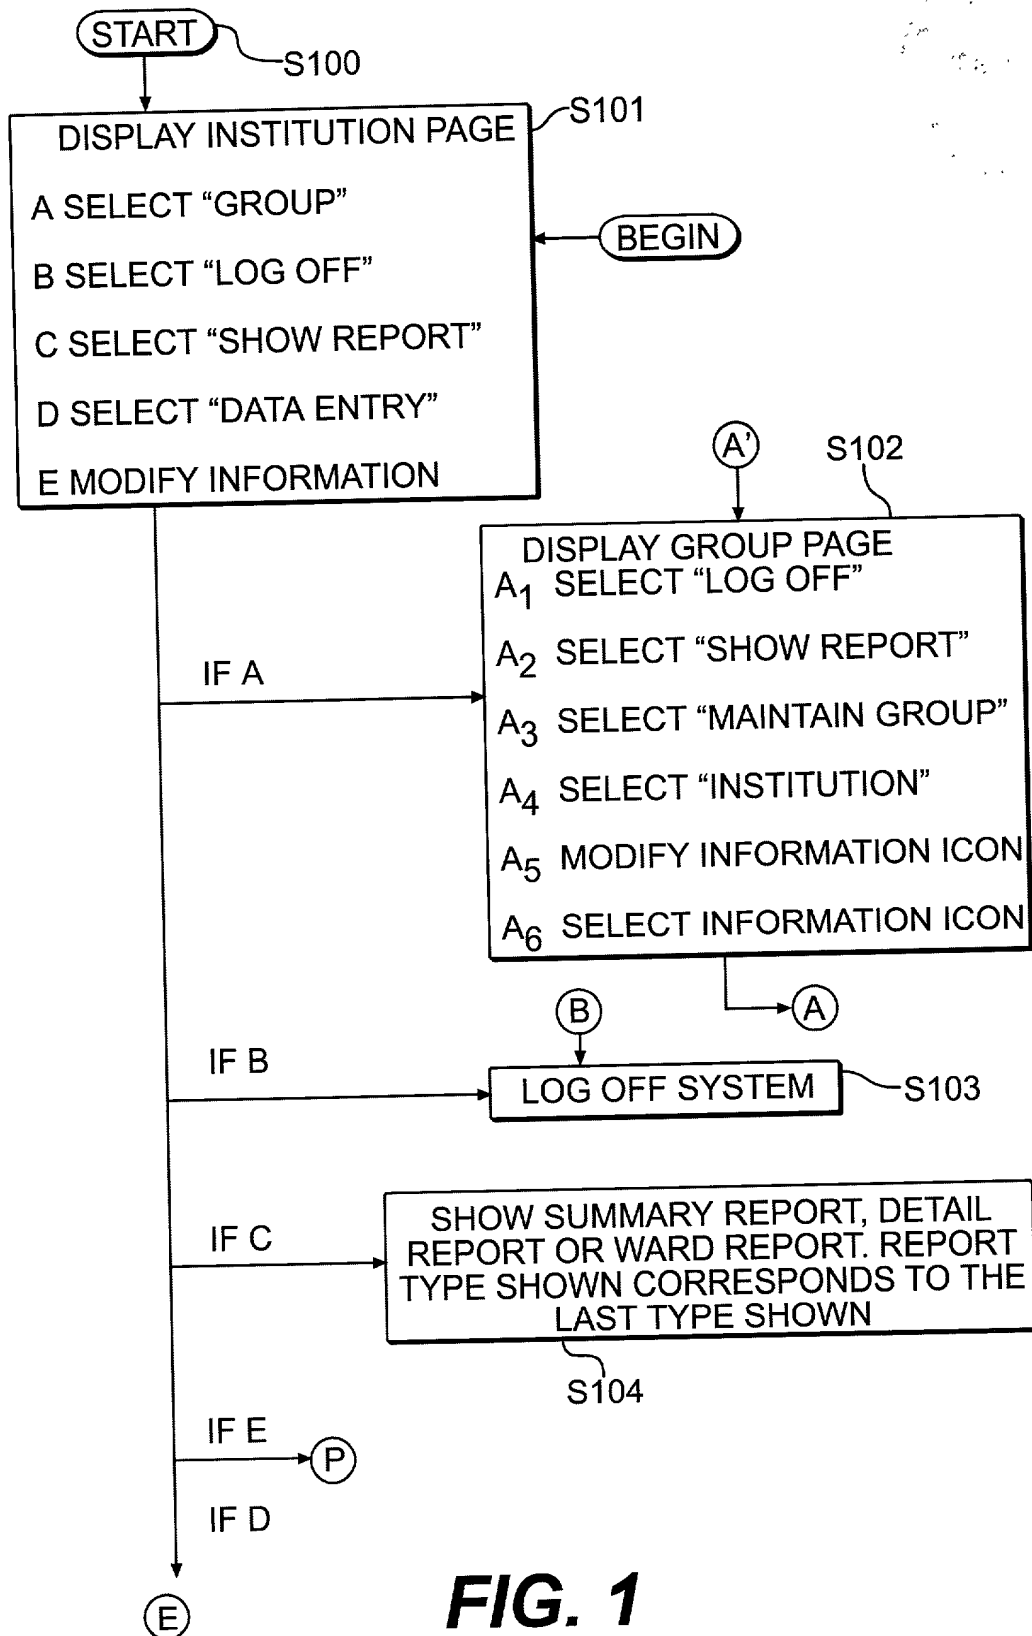 START
S100
DISPLAY INSTITUTION PAGE
S101
A SELECT “GROUP”
B SELECT “LOG OFF”
C SELECT “SHOW REPORT”
D SELECT “DATA ENTRY”
E MODIFY INFORMATION
BEGIN
A'
S102
DISPLAY GROUP PAGE
A1 SELECT “LOG OFF”
A2 SELECT “SHOW REPORT”
A3 SELECT “MAINTAIN GROUP”
A4 SELECT “INSTITUTION”
A5 MODIFY INFORMATION ICON
A6 SELECT INFORMATION ICON
IF A
A
B
IF B
LOG OFF SYSTEM
S103
IF C
SHOW SUMMARY REPORT, DETAIL
REPORT OR WARD REPORT. REPORT
TYPE SHOWN CORRESPONDS TO THE
LAST TYPE SHOWN
S104
IF E
P
IF D
E
FIG. 1